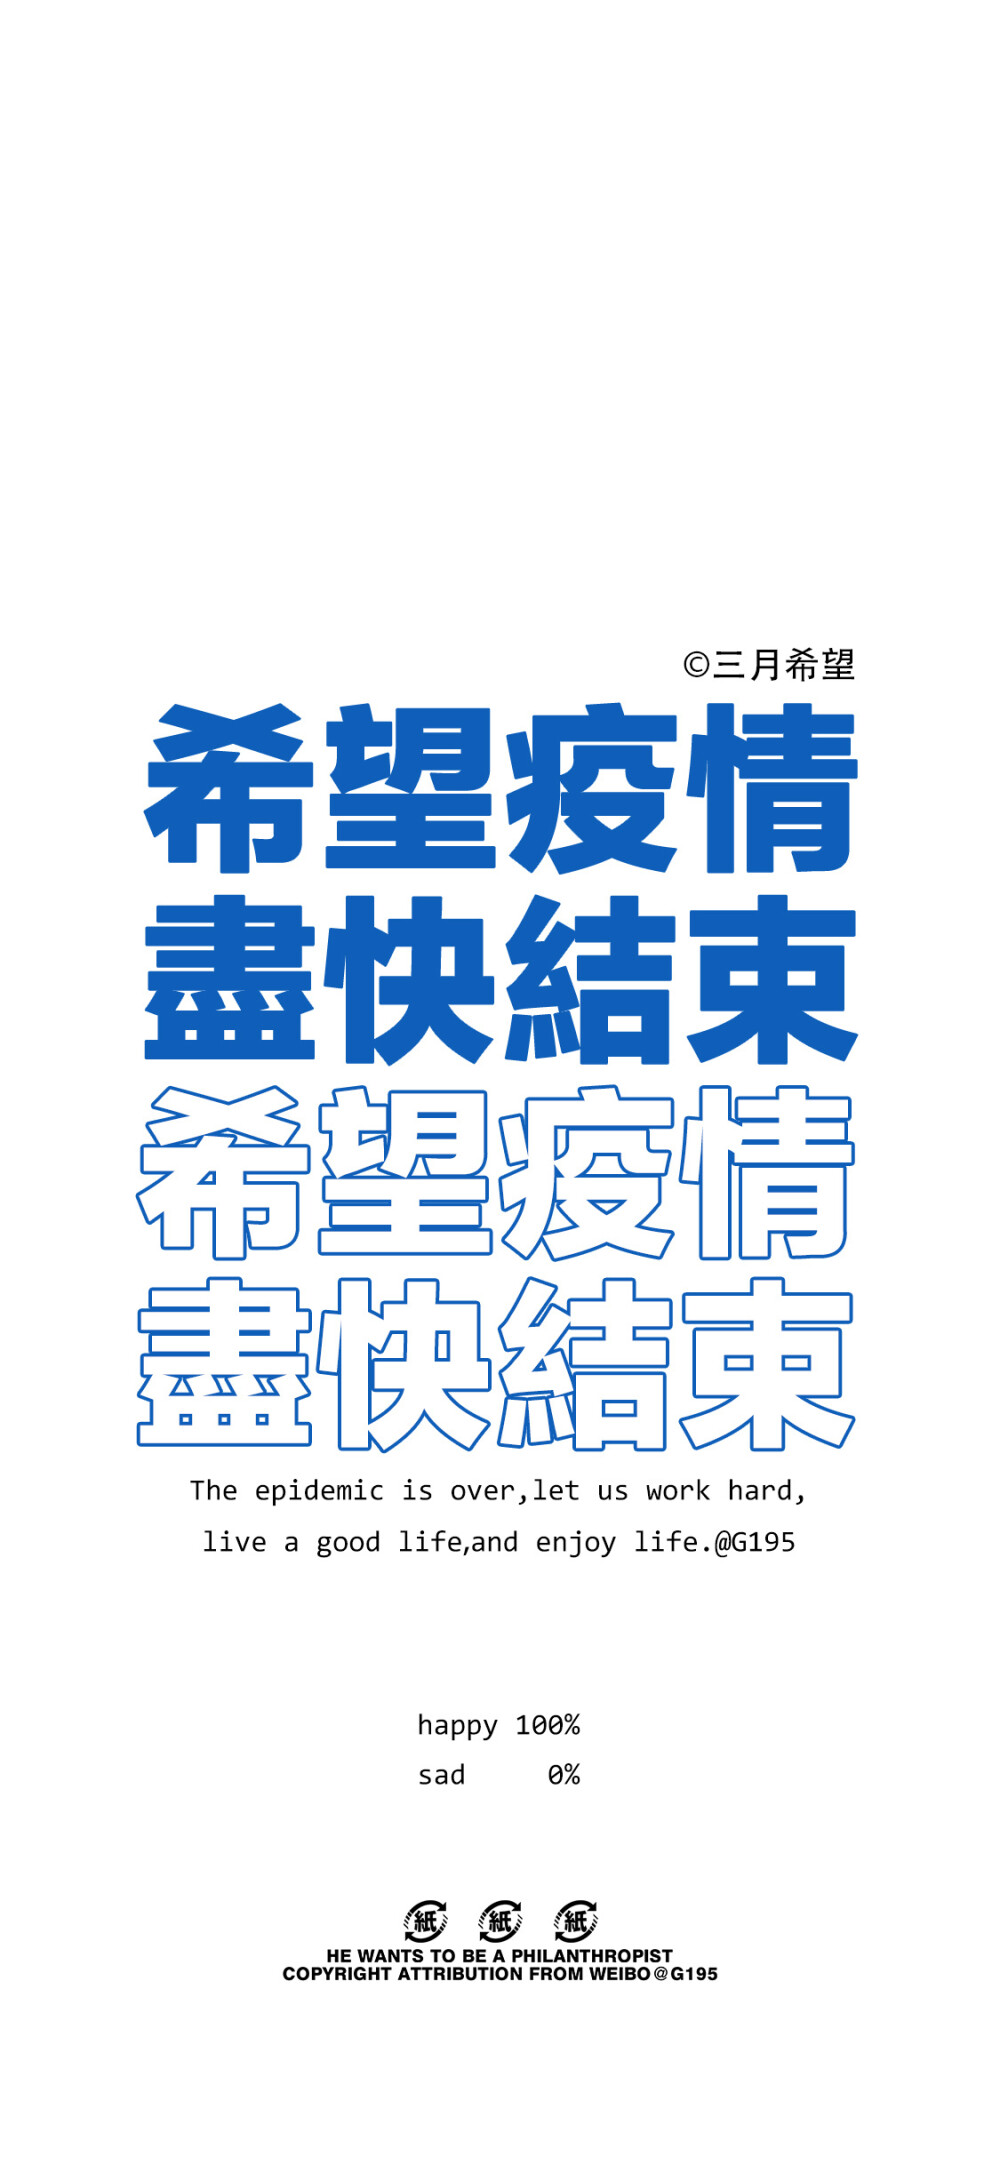 ©三月希望
希望疫情
盡快結束
希望疫情
盡快結束
The epidemic is over,let us work hard,
live a good life,and enjoy life.@G195
happy 100%
sad 0%
紙 紙 紙
HE WANTS TO BE A PHILANTHROPIST
COPYRIGHT ATTRIBUTION FROM WEIBO@G195